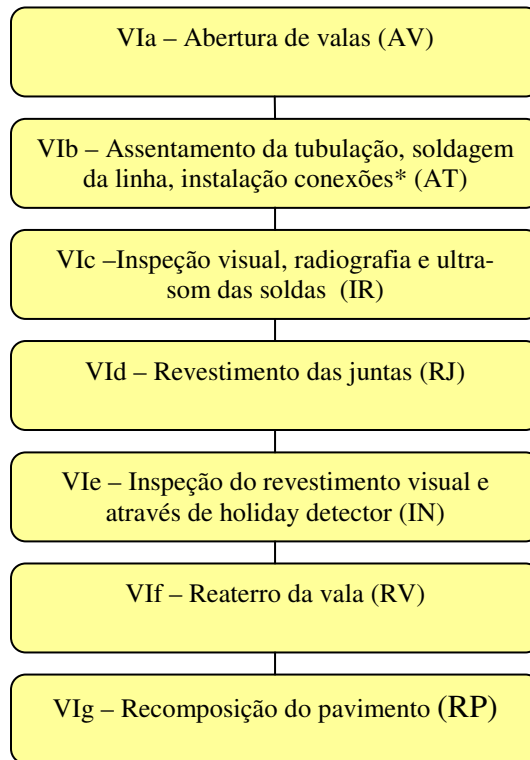 VIa – Abertura de valas (AV)
VIb – Assentamento da tubulação, soldagem
da linha, instalação conexões* (AT)
VIc –Inspeção visual, radiografia e ultra-
som das soldas  (IR)
VId – Revestimento das juntas (RJ)
VIe – Inspeção do revestimento visual e
através de holiday detector (IN)
VIf – Reaterro da vala (RV)
VIg – Recomposição do pavimento (RP)